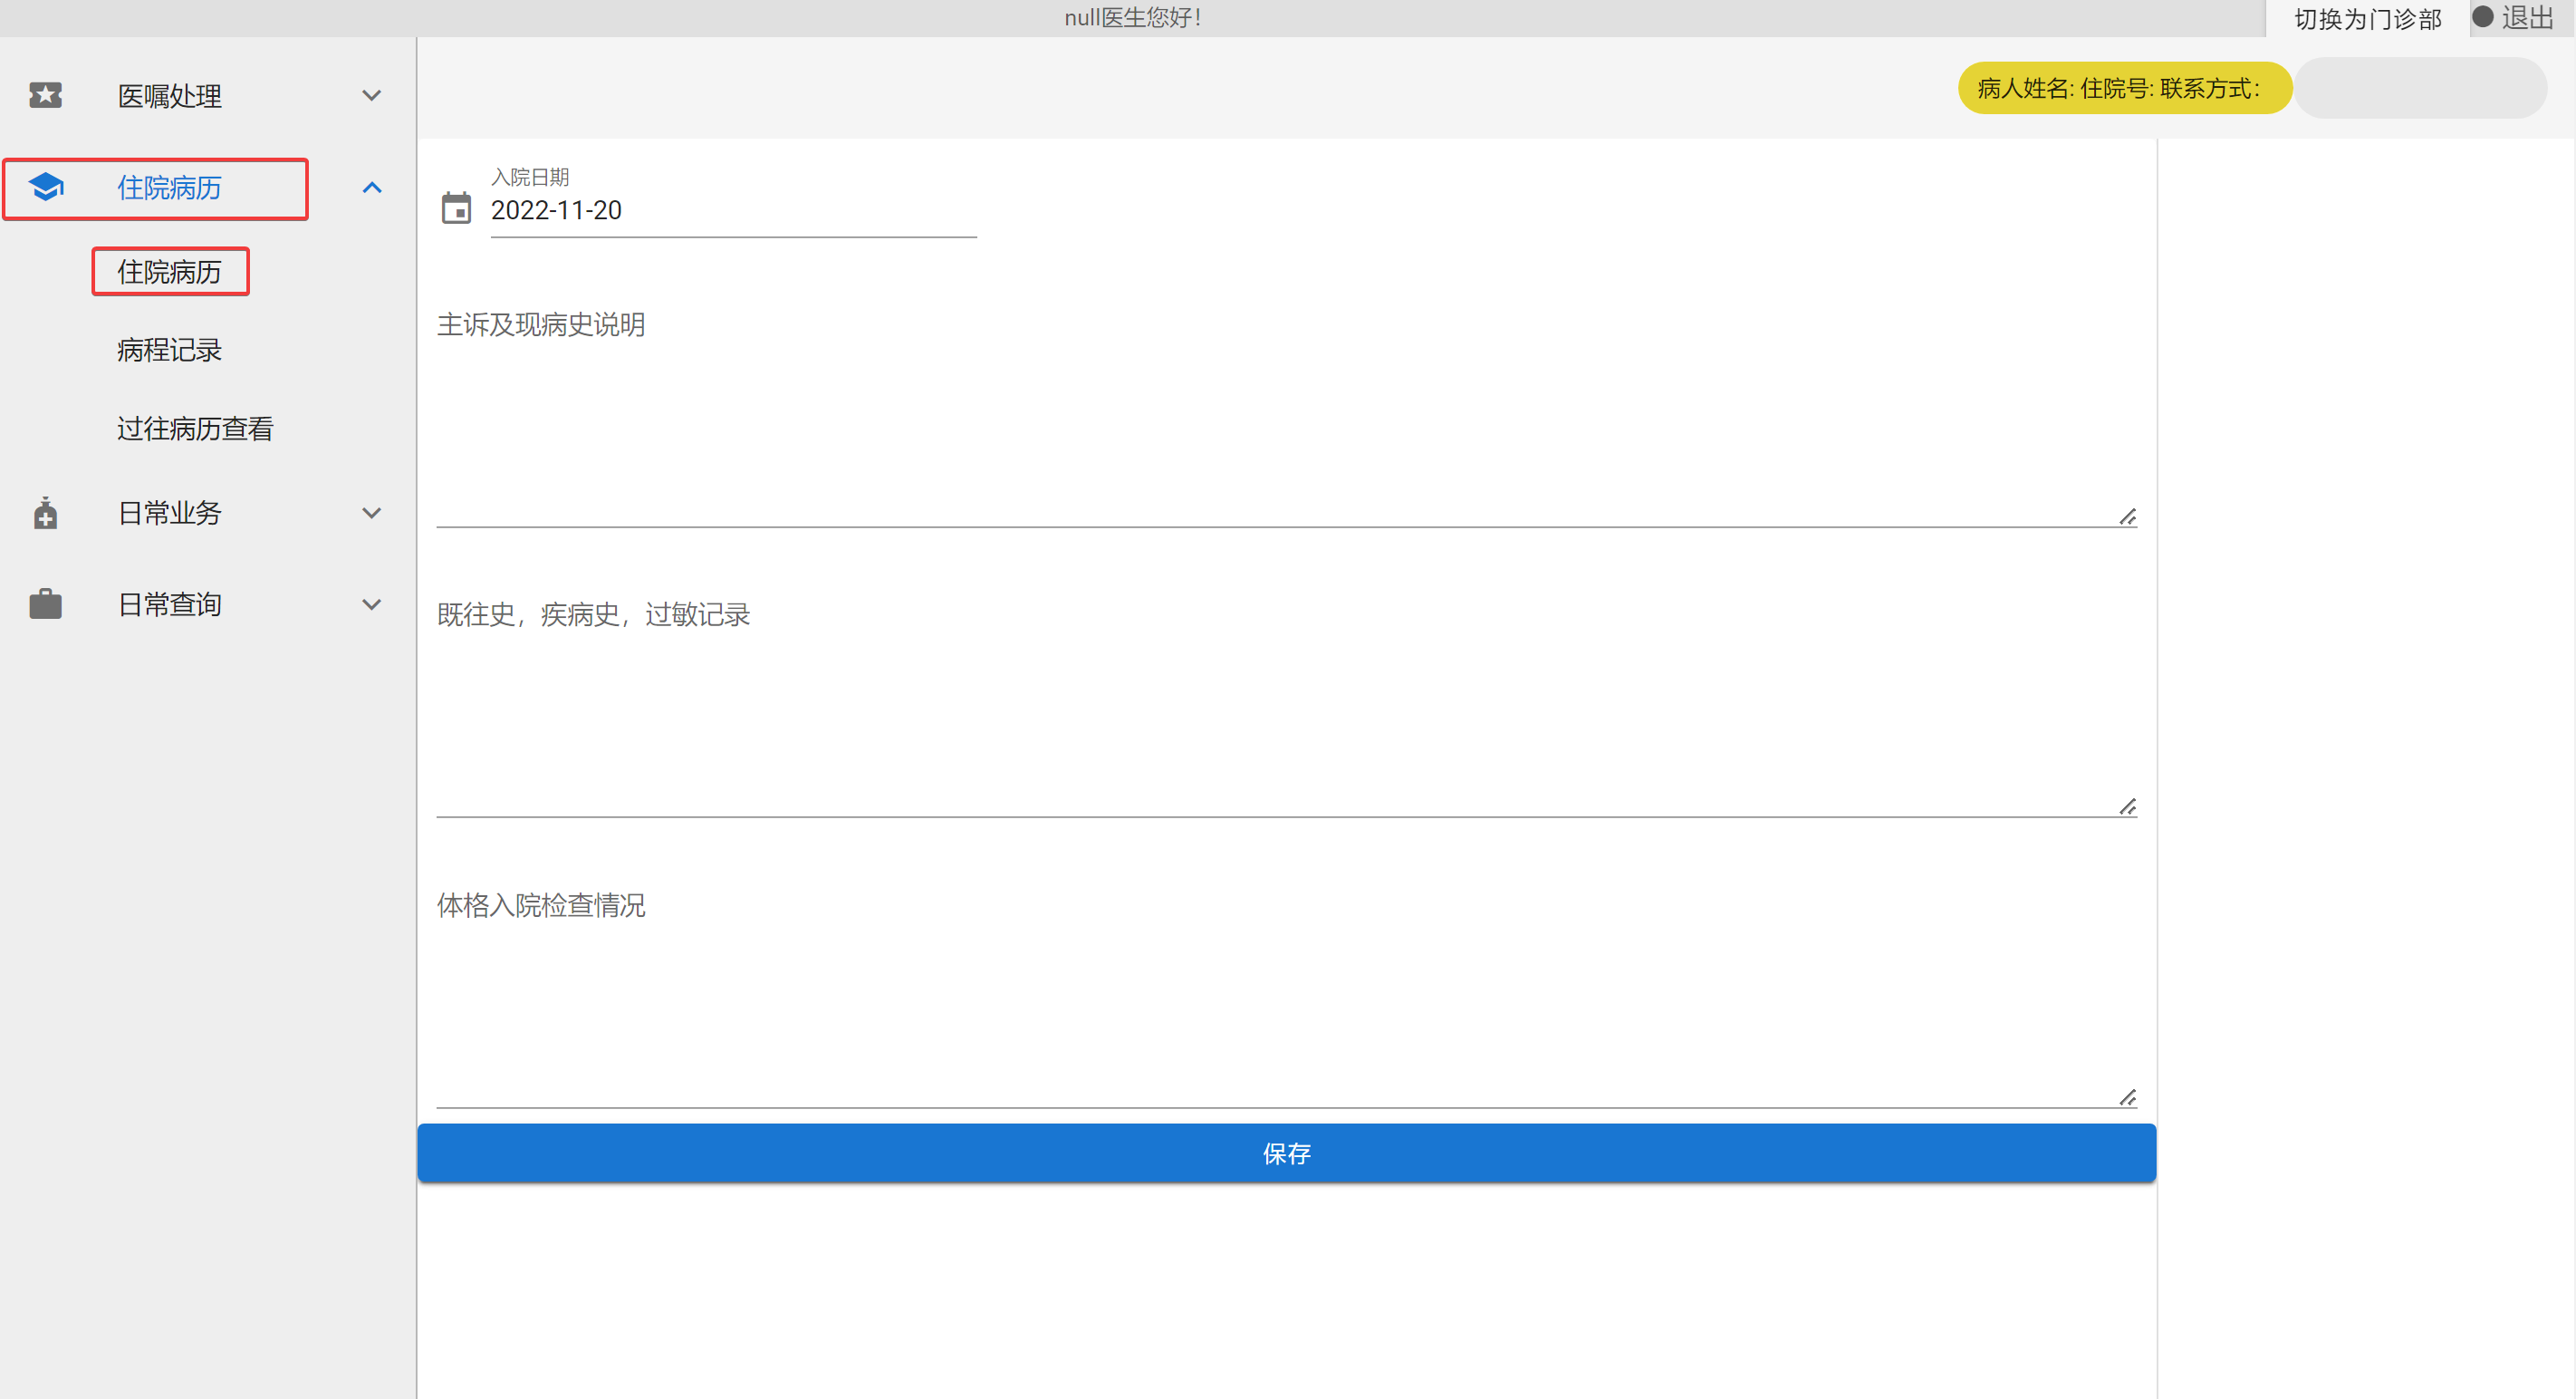 null医生您好!
切换为门诊部
退出
医嘱处理
住院病历
住院病历
病程记录
过往病历查看
日常业务
日常查询
病人姓名: 住院号: 联系方式:
入院日期
2022-11-20
主诉及现病史说明
既往史，疾病史，过敏记录
体格入院检查情况
保存